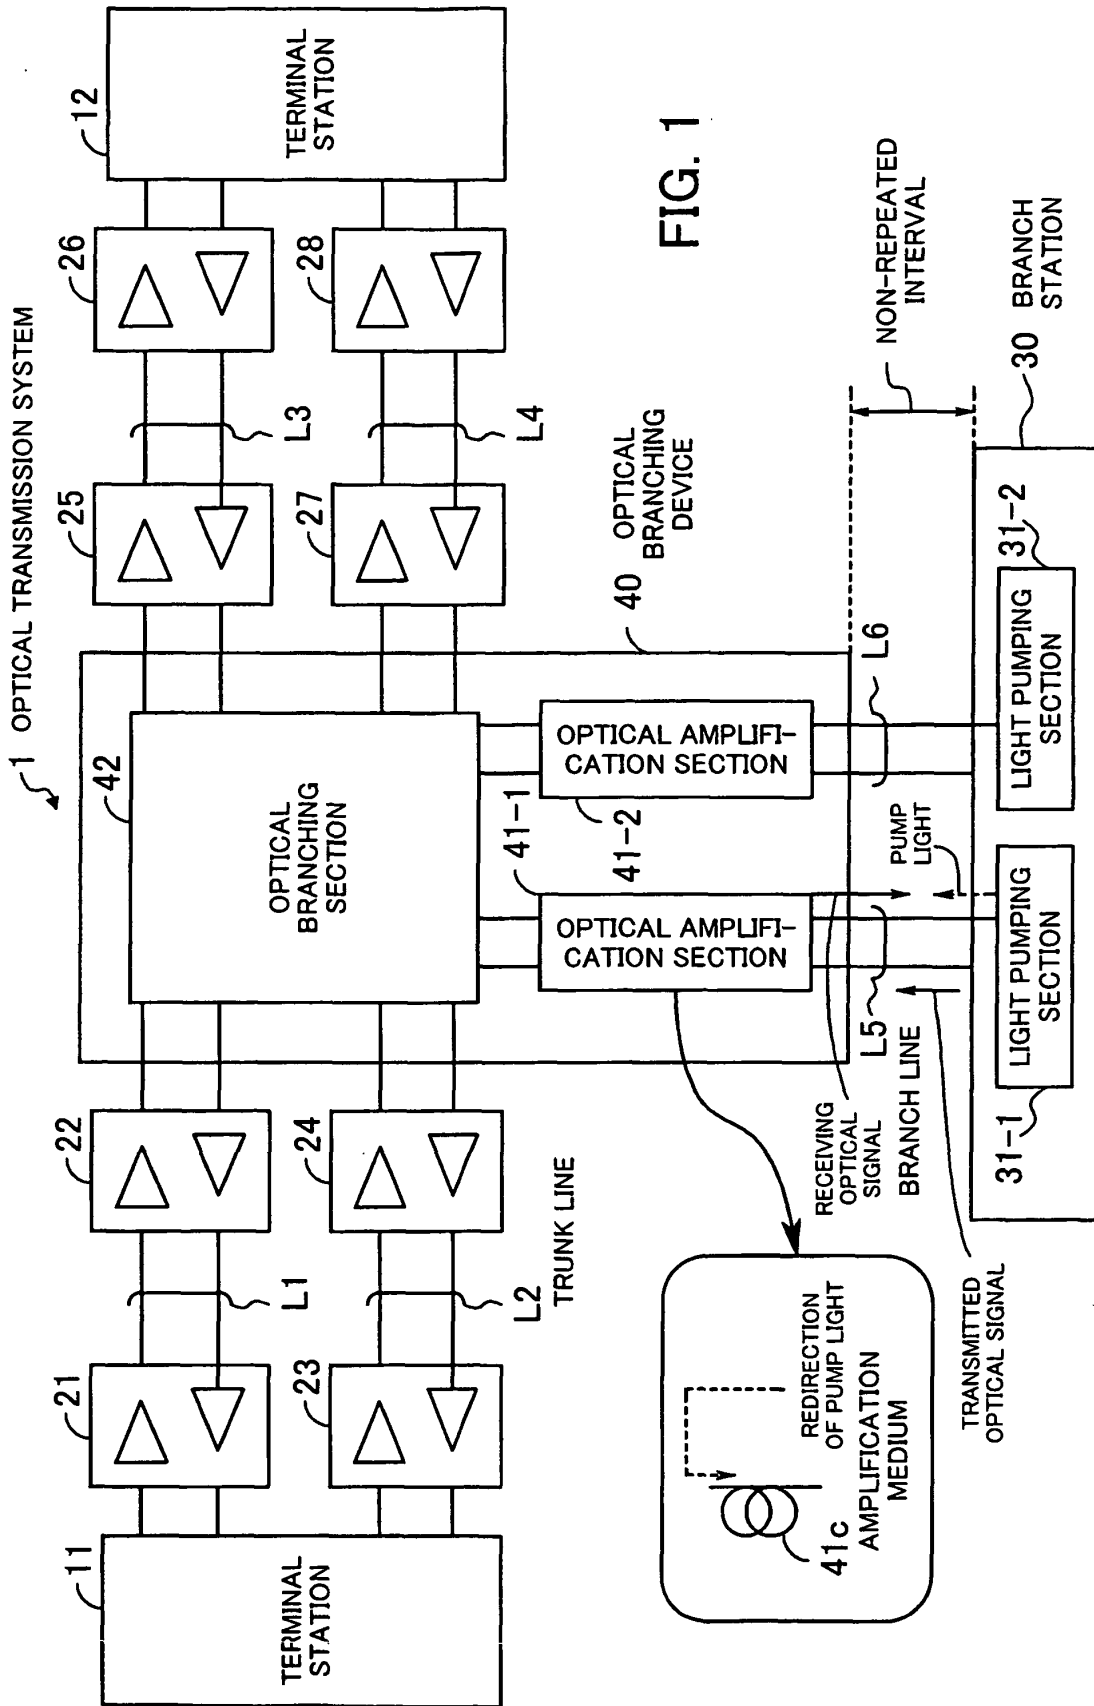 1 OPTICAL TRANSMISSION SYSTEM
11
TERMINAL
STATION
21
L1
22
23
L2
TRUNK LINE
24
42
OPTICAL
BRANCHING
SECTION
25
L3
26
27
L4
28
12
TERMINAL
STATION
40 OPTICAL
BRANCHING
DEVICE
41-1
OPTICAL AMPLIFI-
CATION SECTION
41-2
OPTICAL AMPLIFI-
CATION SECTION
FIG. 1
REDIRECTION
OF PUMP LIGHT
41c
AMPLIFICATION
MEDIUM
RECEIVING
OPTICAL
SIGNAL
BRANCH LINE
L5
PUMP
LIGHT
L6
NON-REPEATED
INTERVAL
TRANSMITTED
OPTICAL SIGNAL
30 BRANCH
STATION
31-1
LIGHT PUMPING
SECTION
LIGHT PUMPING
SECTION
31-2